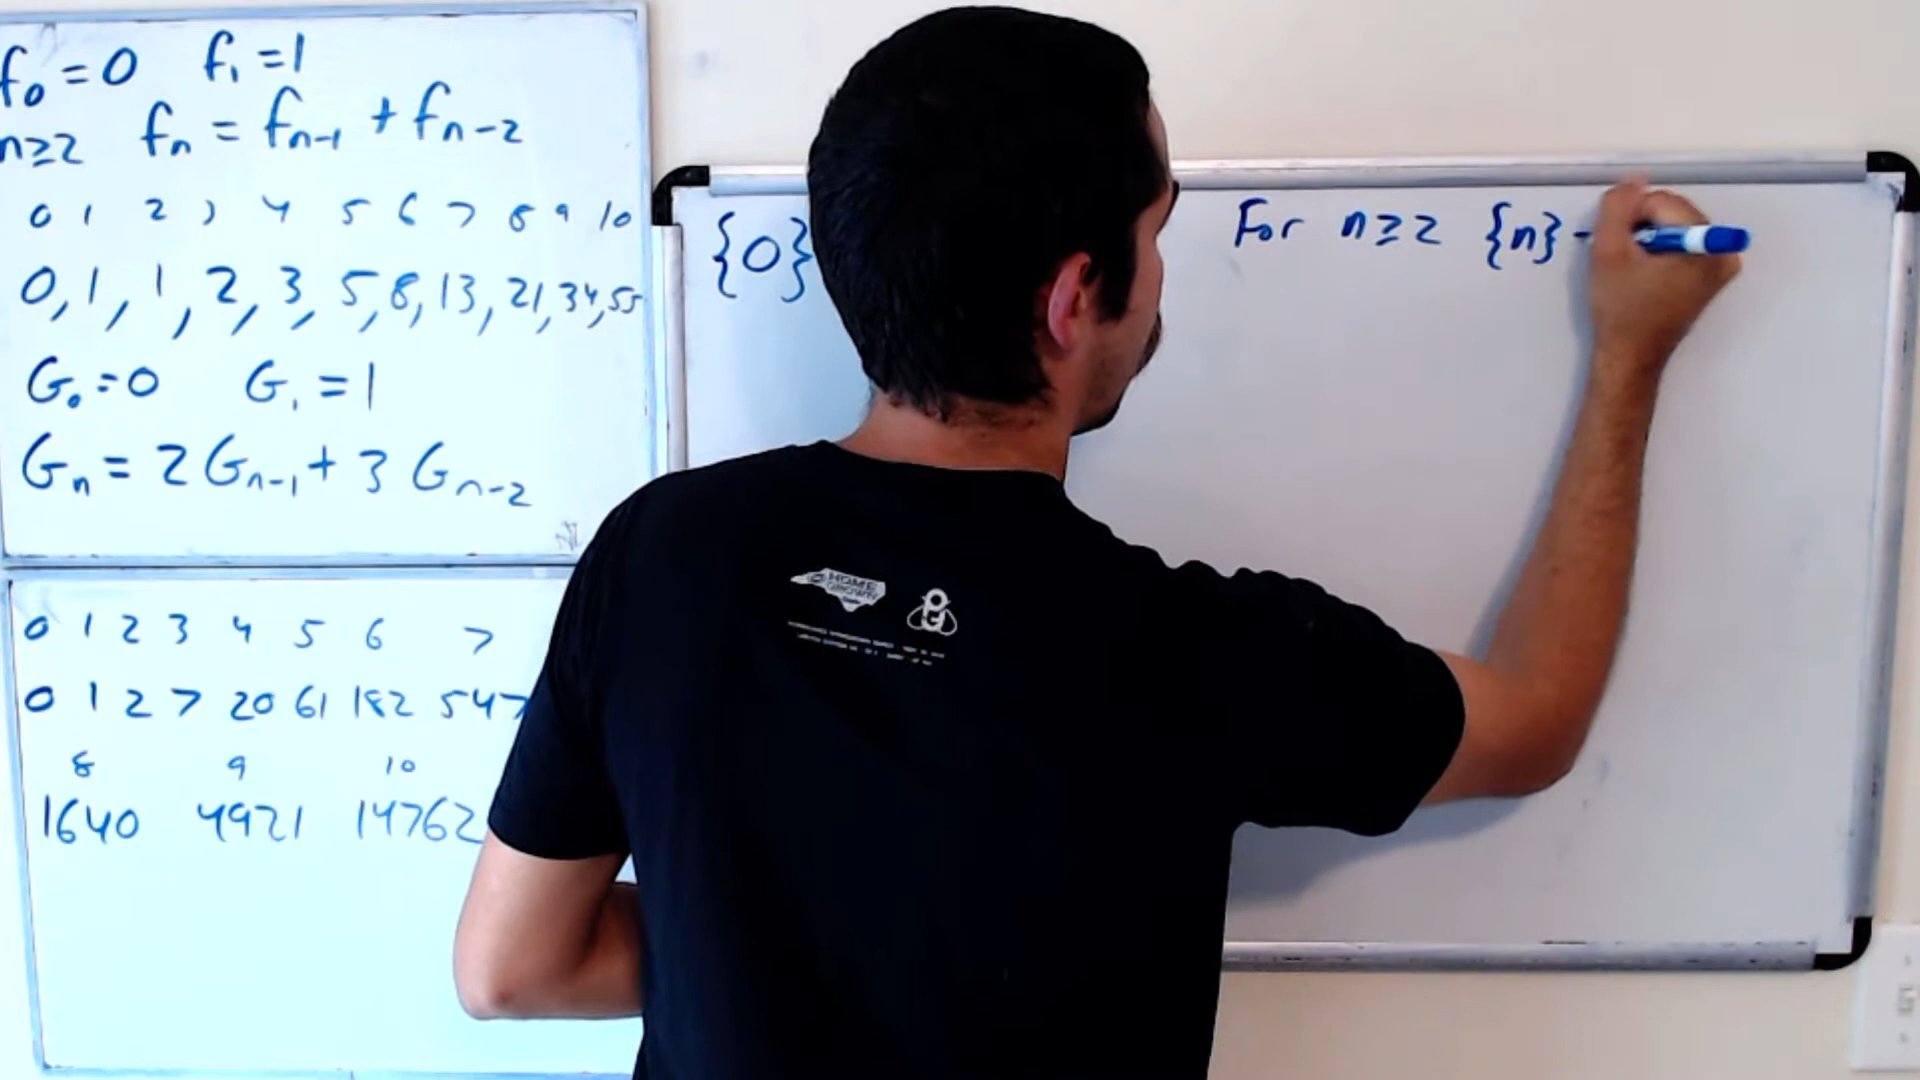 f₀ = 0 f₁ = 1
n≥2 fₙ = fₙ₋₁ + fₙ₋₂
0 1 2 3 4 5 6 7 8 9 10
0, 1, 1, 2, 3, 5, 8, 13, 21, 34, 55
G₀ = 0 G₁ = 1
Gₙ = 2Gₙ₋₁ + 3Gₙ₋₂
0 1 2 3 4 5 6 7
0 1 2 7 20 61 182 547
8 9 10
1640 4921 14762
{0}
For n≥2 {n}
HOME
GROWN